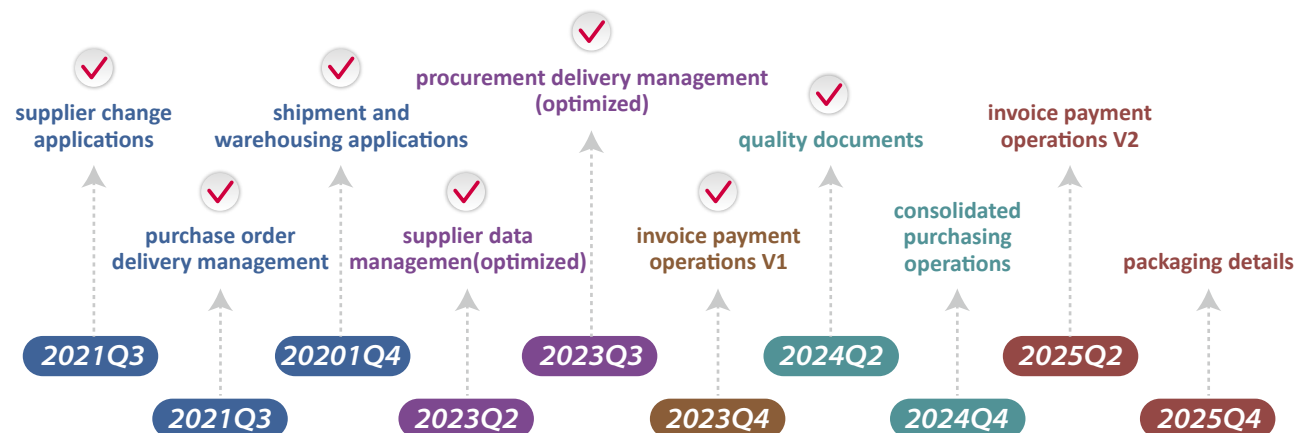 supplier change
applications
2021Q3
purchase order
delivery management
2021Q3
shipment and
warehousing applications
20201Q4
supplier data
managemen(optimized)
2023Q2
procurement delivery management
(optimized)
2023Q3
invoice payment
operations V1
2023Q4
quality documents
2024Q2
consolidated
purchasing
operations
2024Q4
invoice payment
operations V2
2025Q2
packaging details
2025Q4